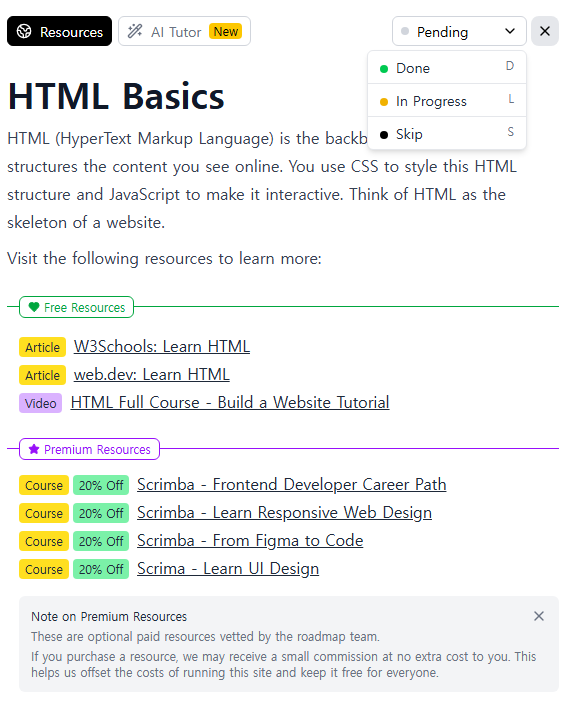 Resources AI Tutor New Pending
Done D
In Progress L
Skip S
HTML Basics
HTML (HyperText Markup Language) is the backb
structures the content you see online. You use CSS to style this HTML
structure and JavaScript to make it interactive. Think of HTML as the
skeleton of a website.
Visit the following resources to learn more:
Free Resources
Article W3Schools: Learn HTML
Article web.dev: Learn HTML
Video HTML Full Course - Build a Website Tutorial
Premium Resources
Course 20% Off Scrimba - Frontend Developer Career Path
Course 20% Off Scrimba - Learn Responsive Web Design
Course 20% Off Scrimba - From Figma to Code
Course 20% Off Scrima - Learn UI Design
Note on Premium Resources
These are optional paid resources vetted by the roadmap team.
If you purchase a resource, we may receive a small commission at no extra cost to you. This
helps us offset the costs of running this site and keep it free for everyone.